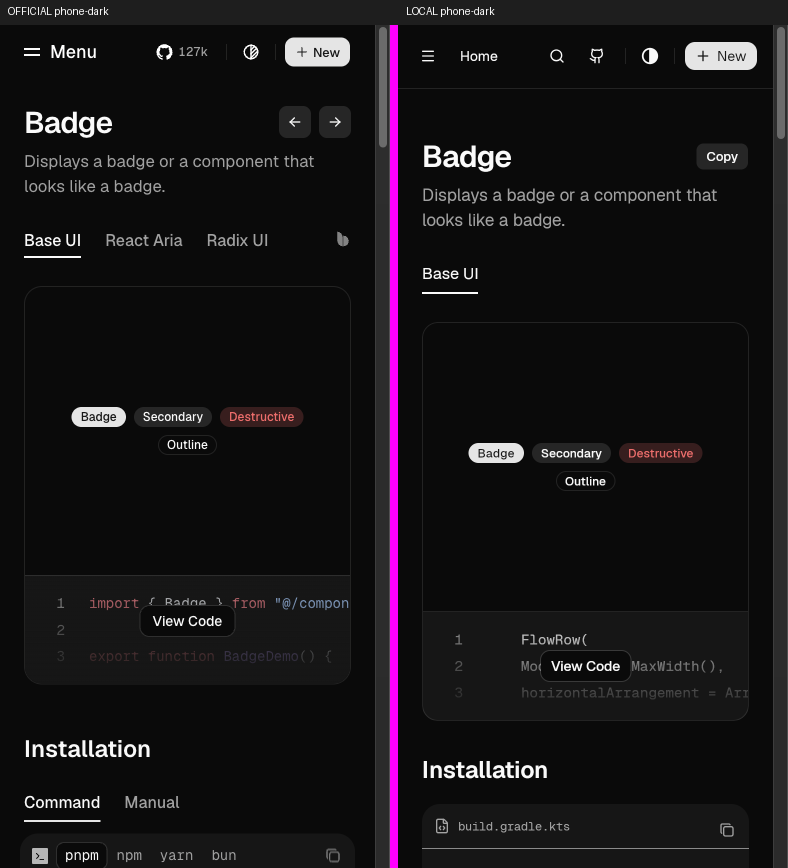 OFFICIAL phone-dark
Menu 127k New
Badge
Displays a badge or a component that
looks like a badge.
Base UI React Aria Radix UI
Badge Secondary Destructive
Outline
1 import { Badge } from "@/compon
View Code
2
3 export function BadgeDemo() {
Installation
Command Manual
pnpm npm yarn bun
LOCAL phone-dark
Home New
Badge Copy
Displays a badge or a component that
looks like a badge.
Base UI
Badge Secondary Destructive
Outline
1 FlowRow(
2 View Code MaxWidth(),
3 horizontalArrangement = Arr
Installation
build.gradle.kts